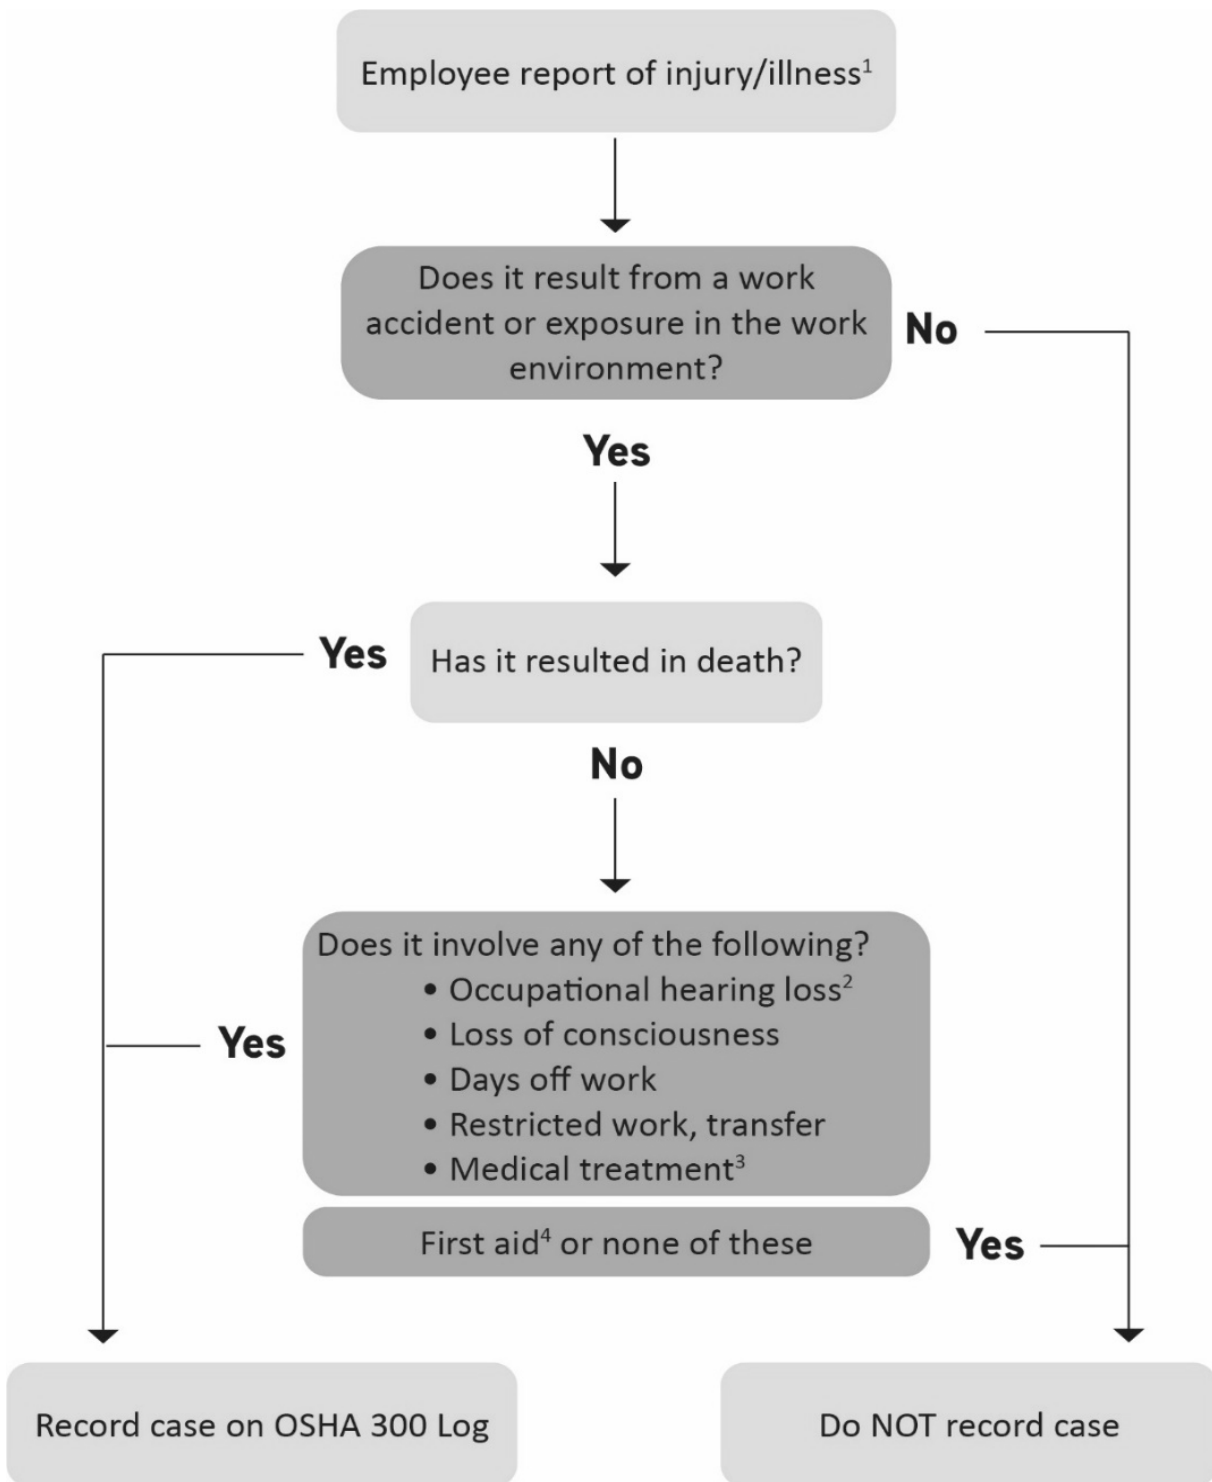 Employee report of injury/illness¹
Does it result from a work
accident or exposure in the work
environment?
No
Yes
Yes
Has it resulted in death?
No
Does it involve any of the following?
• Occupational hearing loss²
• Loss of consciousness
• Days off work
• Restricted work, transfer
• Medical treatment³
Yes
First aid⁴ or none of these
Yes
Record case on OSHA 300 Log
Do NOT record case